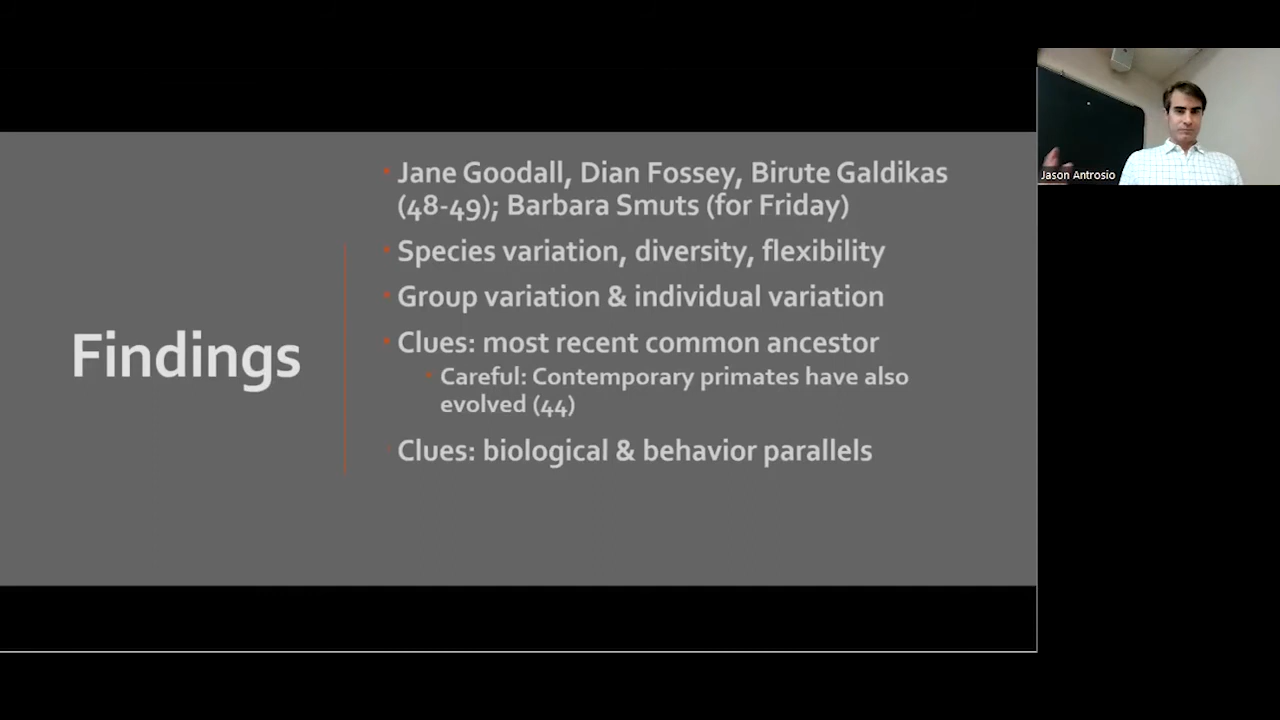 Findings
Jane Goodall, Dian Fossey, Birute Galdikas
(48-49); Barbara Smuts (for Friday)
Species variation, diversity, flexibility
Group variation & individual variation
Clues: most recent common ancestor
Careful: Contemporary primates have also
evolved (44)
Clues: biological & behavior parallels
Jason Antrosio